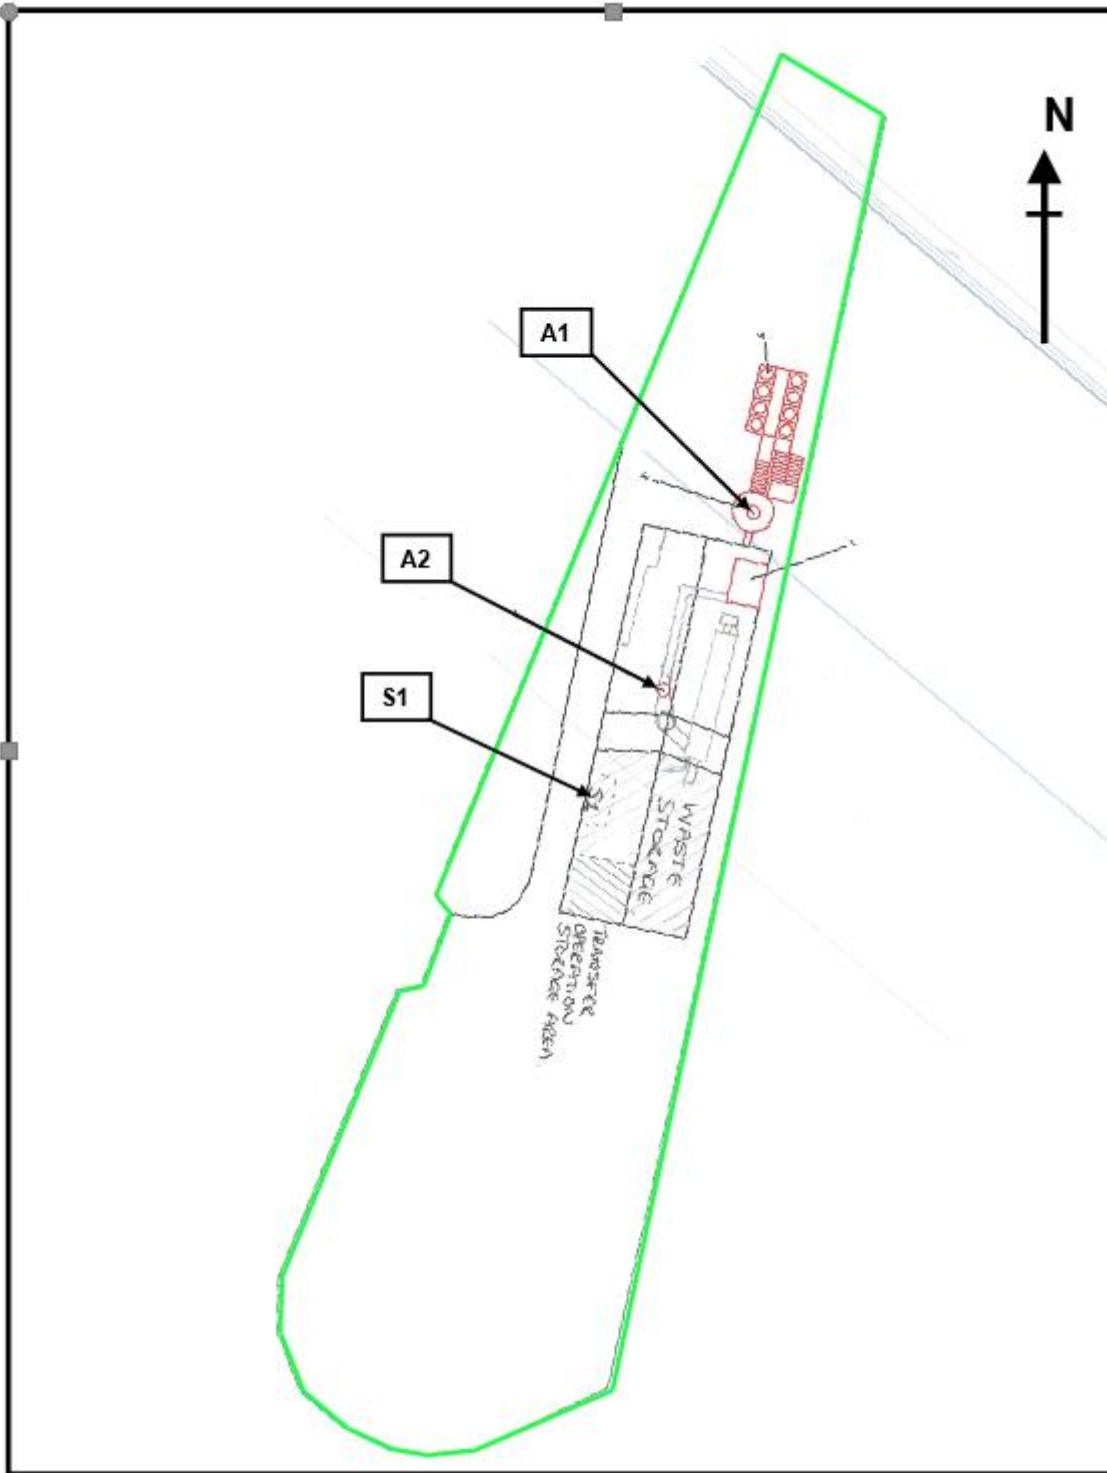 N
A1
A2
S1
WASTE
STORAGE
TRANSFER
OPERATION
STORAGE AREA